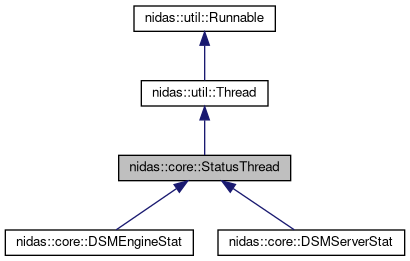 nidas::util::Runnable
nidas::util::Thread
nidas::core::StatusThread
nidas::core::DSMEngineStat
nidas::core::DSMServerStat